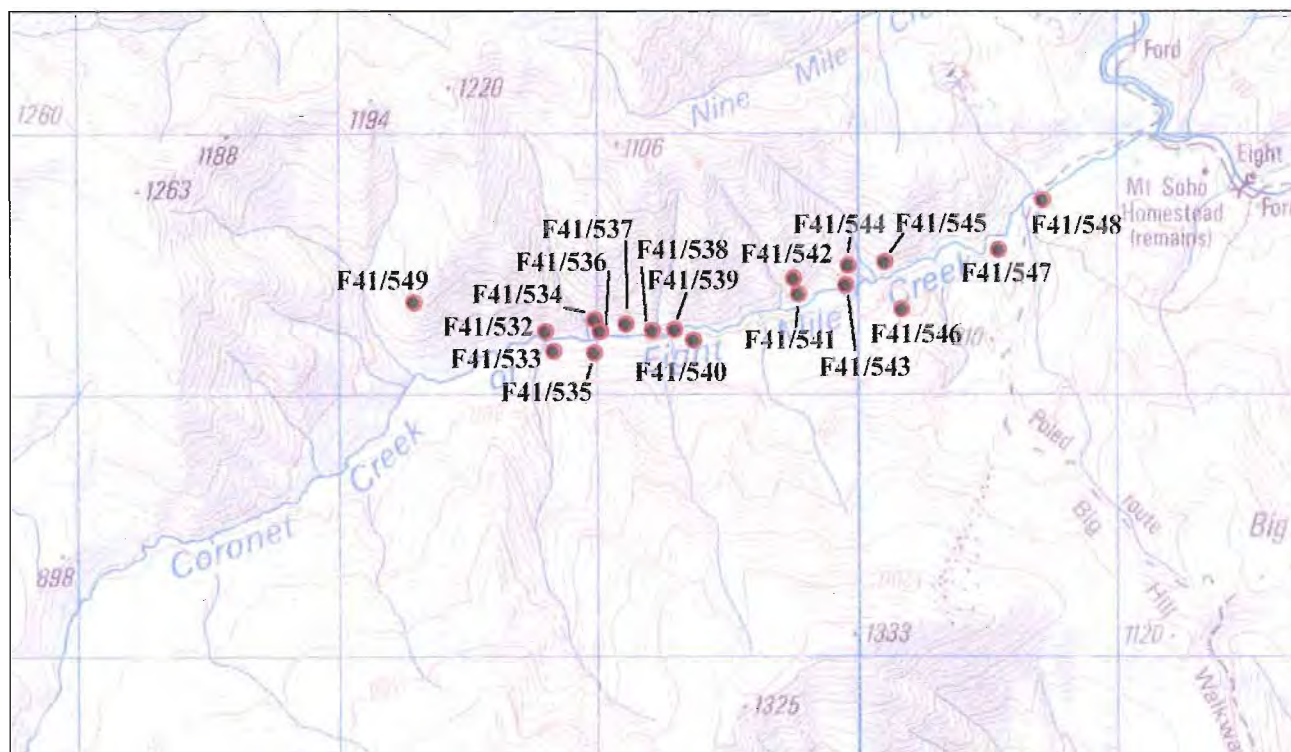 Cre
Ford
Nine Mile
1220
1260
1194
1188
1106
1263
Eight
Mt Soho
Homestead
(remains)
Ford
F41/537
F41/544
F41/545
F41/548
F41/536
F41/538
F41/542
F41/547
F41/549
F41/534
F41/539
Eight Mile Creek
F41/532
F41/541
F41/546
F41/533
F41/540
F41/543
F41/535
Coronet Creek
Poled route
Big Hill Walkway
Big
898
1333
1120
1325